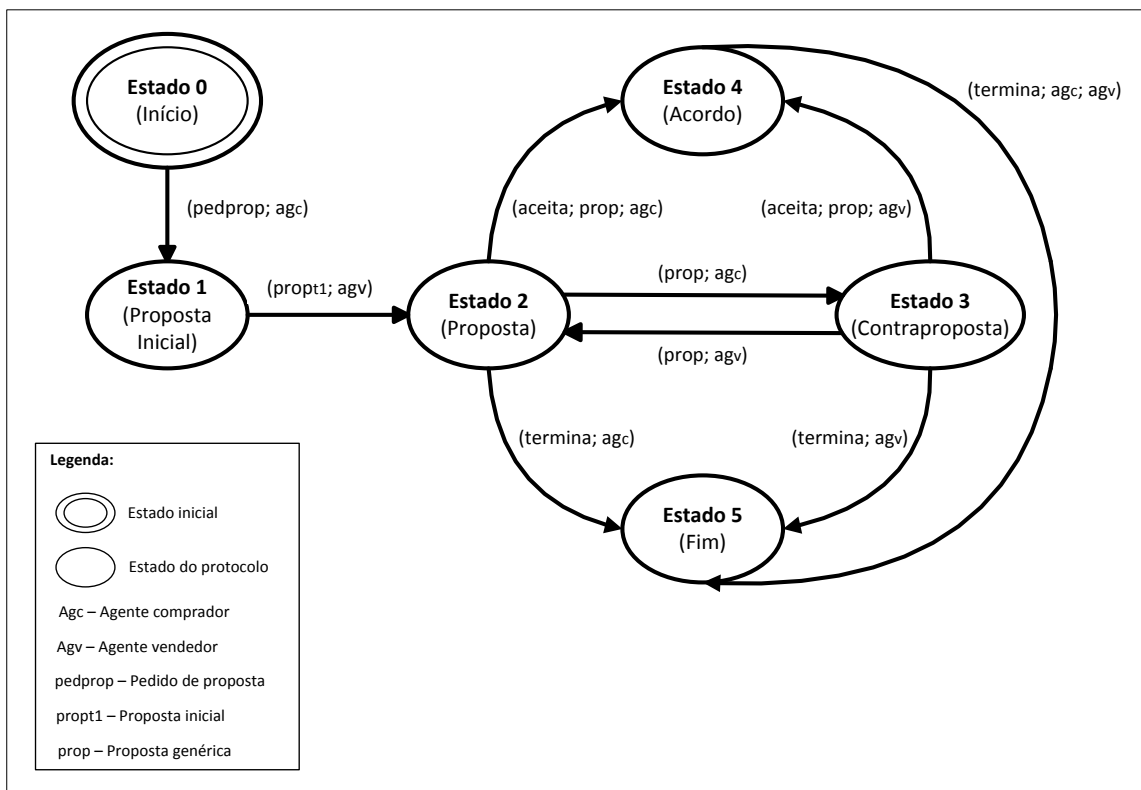 Estado 0
(Início)
Estado 4
(Acordo)
(termina; agc; agv)
(pedprop; agc)
(aceita; prop; agc)
(aceita; prop; agv)
Estado 1
(Proposta
Inicial)
(propt1; agv)
Estado 2
(Proposta)
(prop; agc)
(prop; agv)
Estado 3
(Contraproposta)
(termina; agc)
(termina; agv)
Estado 5
(Fim)
Legenda:
Estado inicial
Estado do protocolo
Agc – Agente comprador
Agv – Agente vendedor
pedprop – Pedido de proposta
propt1 – Proposta inicial
prop – Proposta genérica